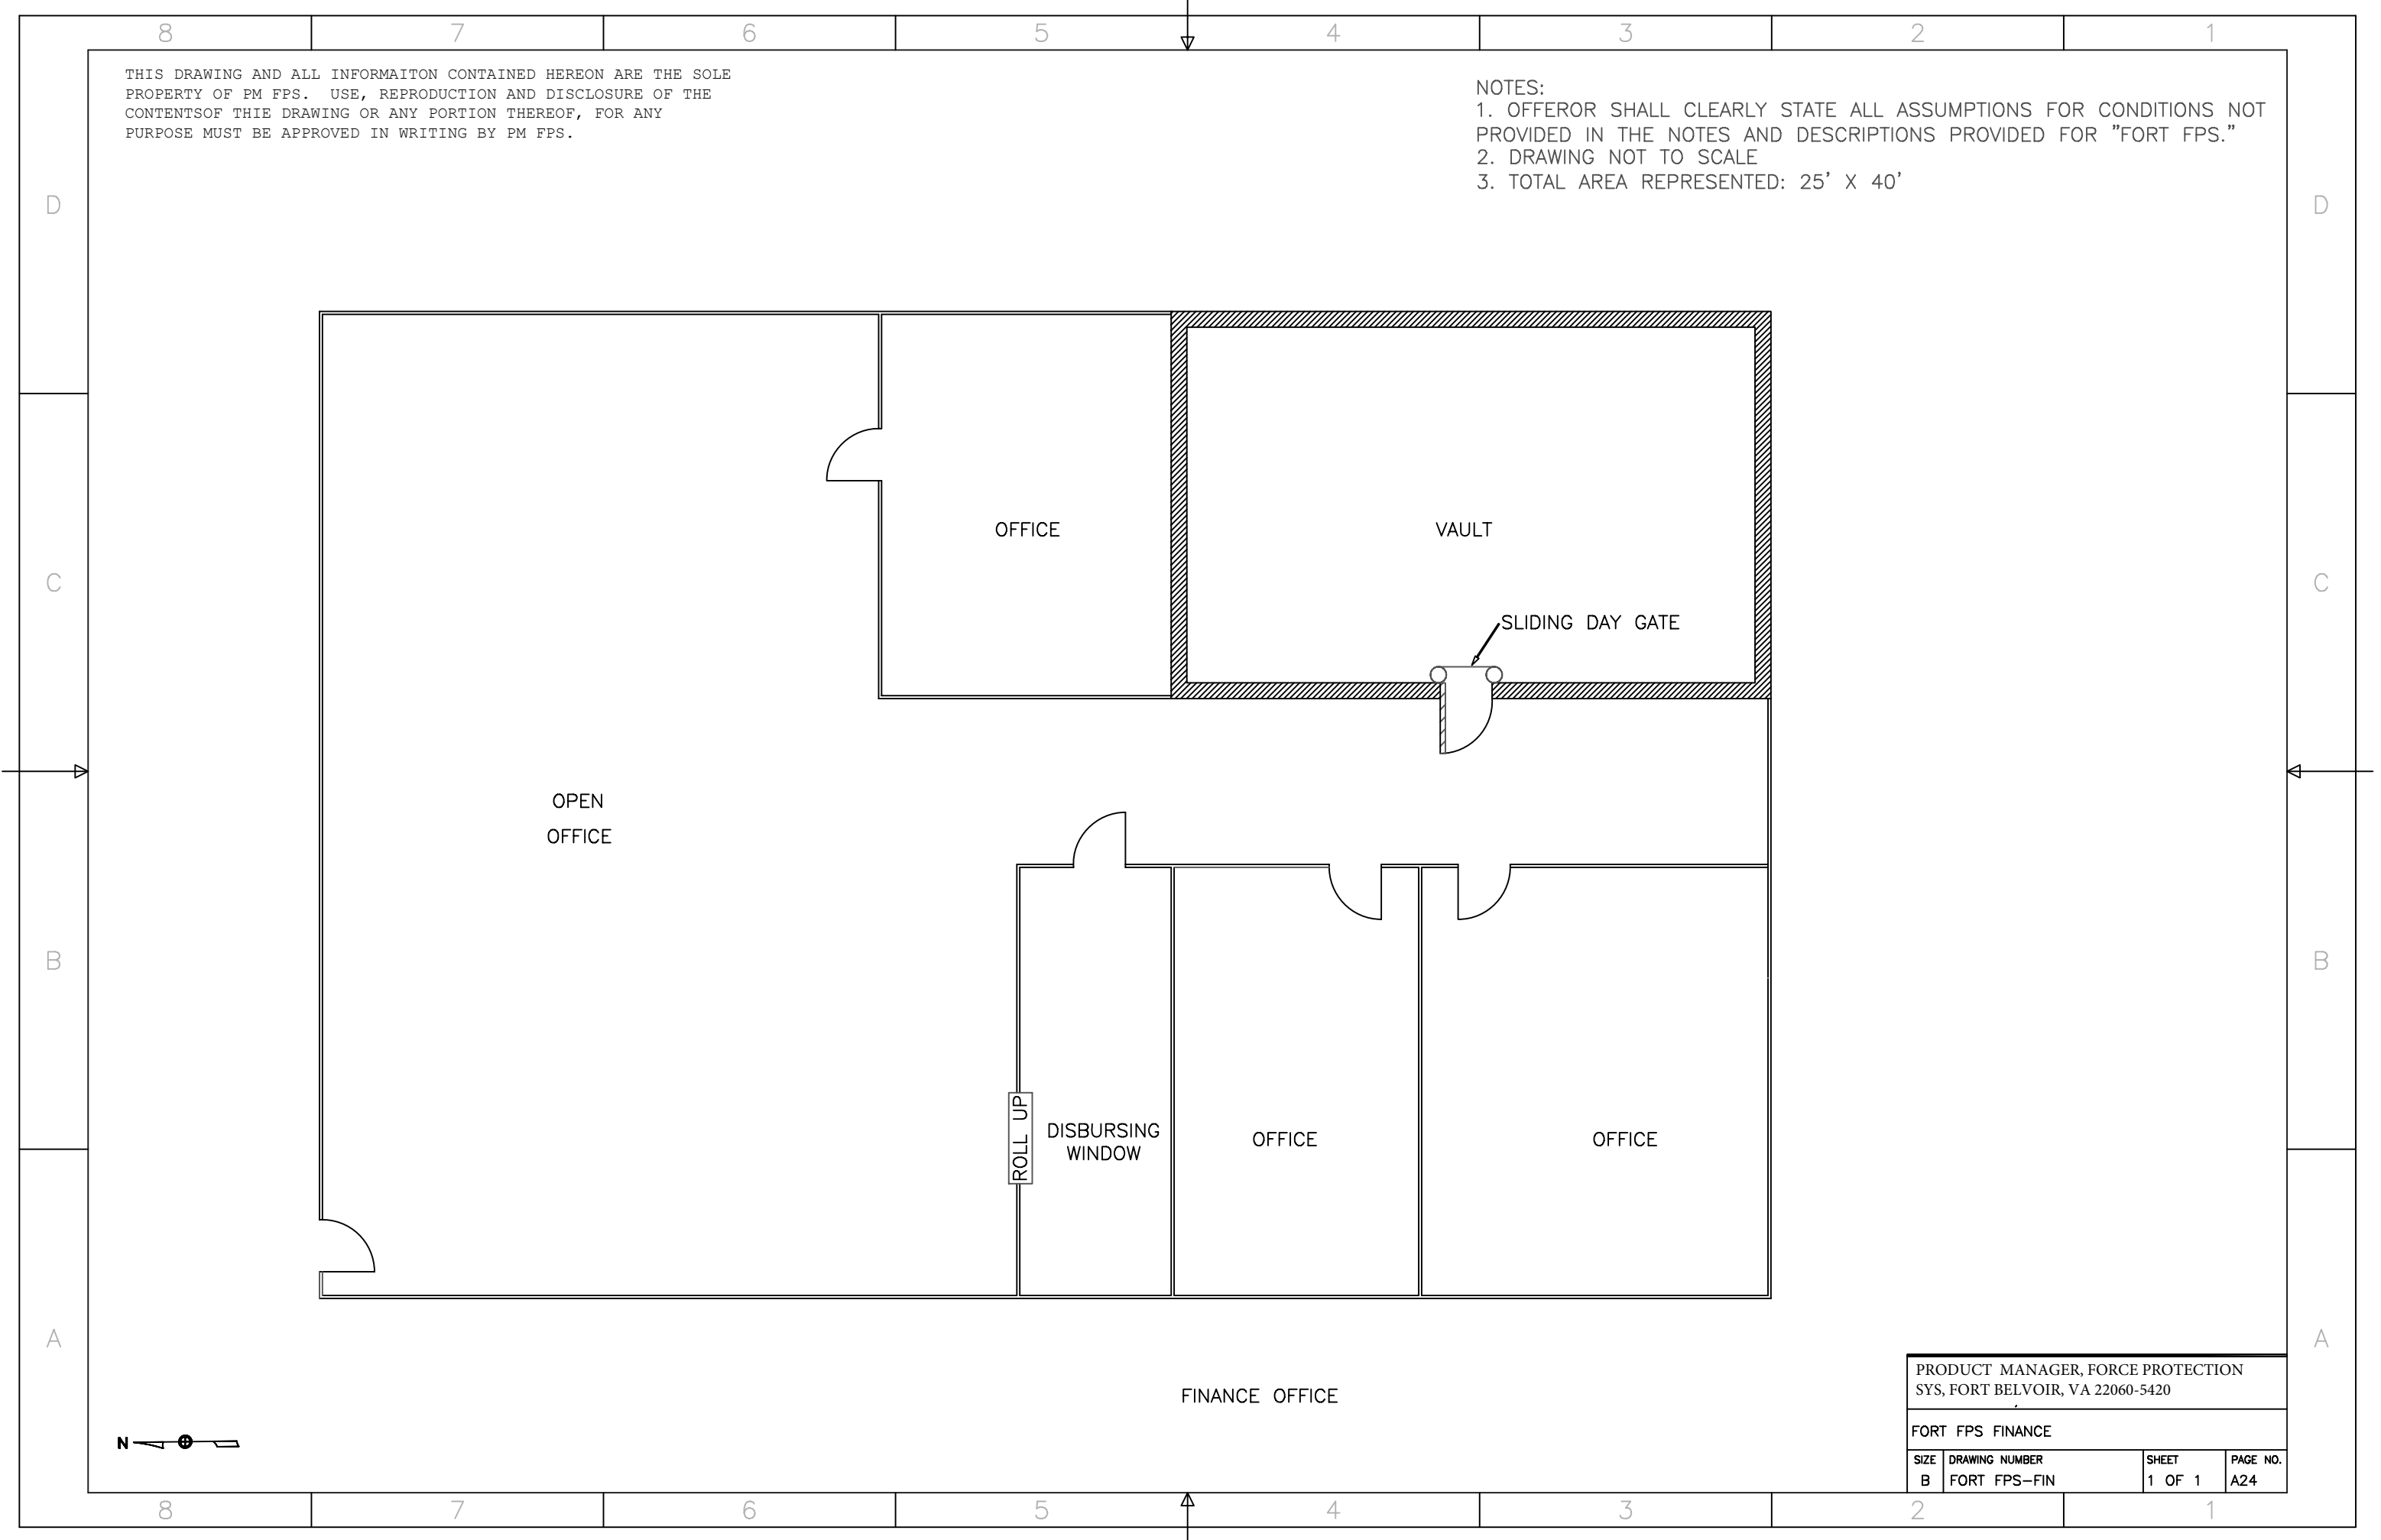 8 7 6 5 4 3 2 1
THIS DRAWING AND ALL INFORMAITON CONTAINED HEREON ARE THE SOLE
PROPERTY OF PM FPS. USE, REPRODUCTION AND DISCLOSURE OF THE
CONTENTSOF THIE DRAWING OR ANY PORTION THEREOF, FOR ANY
PURPOSE MUST BE APPROVED IN WRITING BY PM FPS.
NOTES:
1. OFFEROR SHALL CLEARLY STATE ALL ASSUMPTIONS FOR CONDITIONS NOT
PROVIDED IN THE NOTES AND DESCRIPTIONS PROVIDED FOR "FORT FPS."
2. DRAWING NOT TO SCALE
3. TOTAL AREA REPRESENTED: 25' X 40'
D D
OFFICE
VAULT
C C
SLIDING DAY GATE
OPEN
OFFICE
B B
ROLL UP
DISBURSING
WINDOW
OFFICE
OFFICE
A A
FINANCE OFFICE
N
PRODUCT MANAGER, FORCE PROTECTION
SYS, FORT BELVOIR, VA 22060-5420
FORT FPS FINANCE
SIZE DRAWING NUMBER SHEET PAGE NO.
B FORT FPS-FIN 1 OF 1 A24
8 7 6 5 4 3 2 1